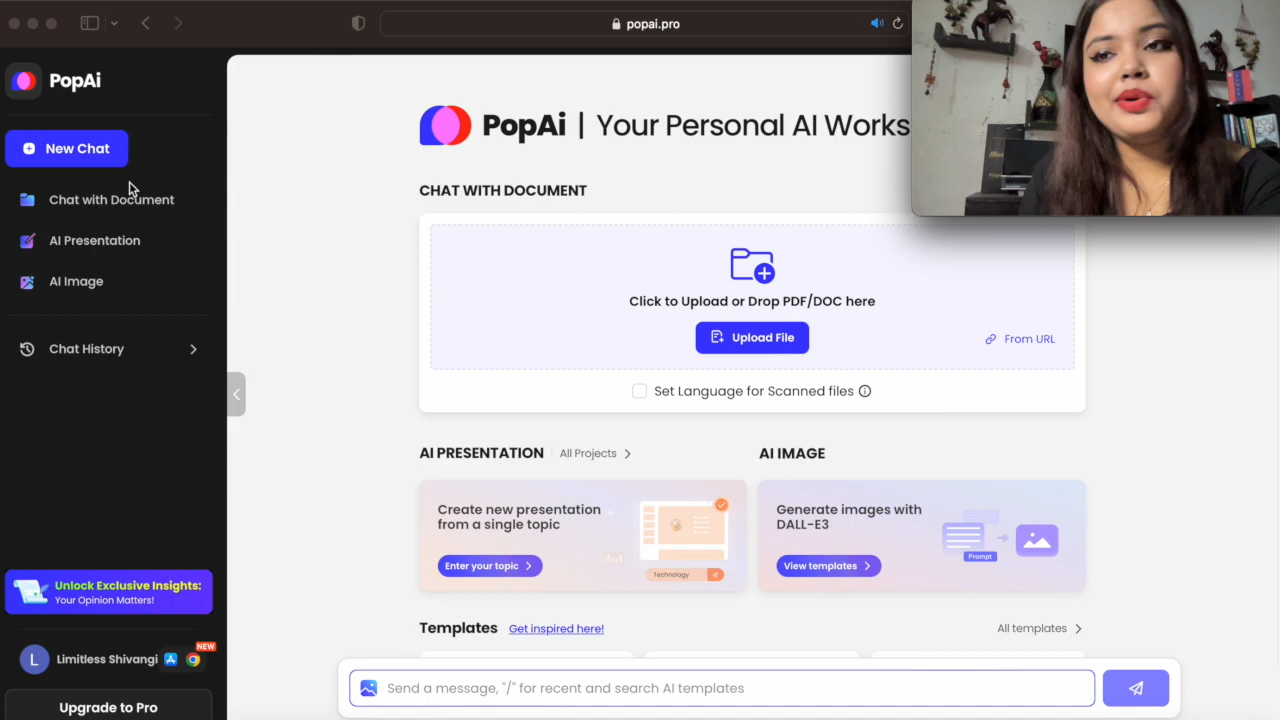 popai.pro
PopAi
New Chat
Chat with Document
AI Presentation
AI Image
Chat History
Unlock Exclusive Insights:
Your Opinion Matters!
NEW
L
Limitless Shivangi
Upgrade to Pro
PopAi | Your Personal AI Works
CHAT WITH DOCUMENT
Click to Upload or Drop PDF/DOC here
Upload File
From URL
Set Language for Scanned files
AI PRESENTATION
All Projects
Create new presentation
from a single topic
Enter your topic
Technology
AI IMAGE
Generate images with
DALL-E3
View templates
Prompt
Templates
Get inspired here!
All templates
Send a message, "/" for recent and search AI templates